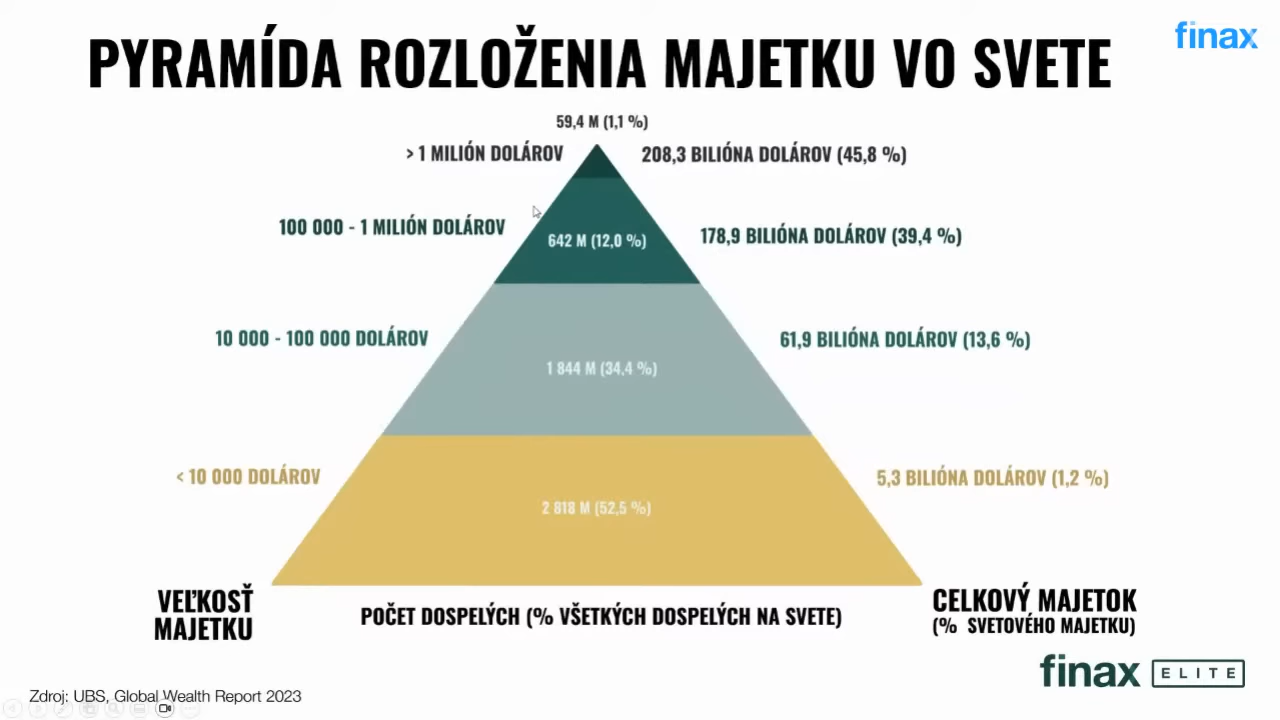 finax
PYRAMÍDA ROZLOŽENIA MAJETKU VO SVETE
59,4 M (1,1 %)
> 1 MILIÓN DOLÁROV
208,3 BILIÓNA DOLÁROV (45,8 %)
100 000 - 1 MILIÓN DOLÁROV
642 M (12,0 %)
178,9 BILIÓNA DOLÁROV (39,4 %)
10 000 - 100 000 DOLÁROV
1 844 M (34,4 %)
61,9 BILIÓNA DOLÁROV (13,6 %)
< 10 000 DOLÁROV
2 818 M (52,5 %)
5,3 BILIÓNA DOLÁROV (1,2 %)
VEĽKOSŤ
MAJETKU
POČET DOSPELÝCH (% VŠETKÝCH DOSPELÝCH NA SVETE)
CELKOVÝ MAJETOK
(% SVETOVÉHO MAJETKU)
finax ELITE
Zdroj: UBS, Global Wealth Report 2023